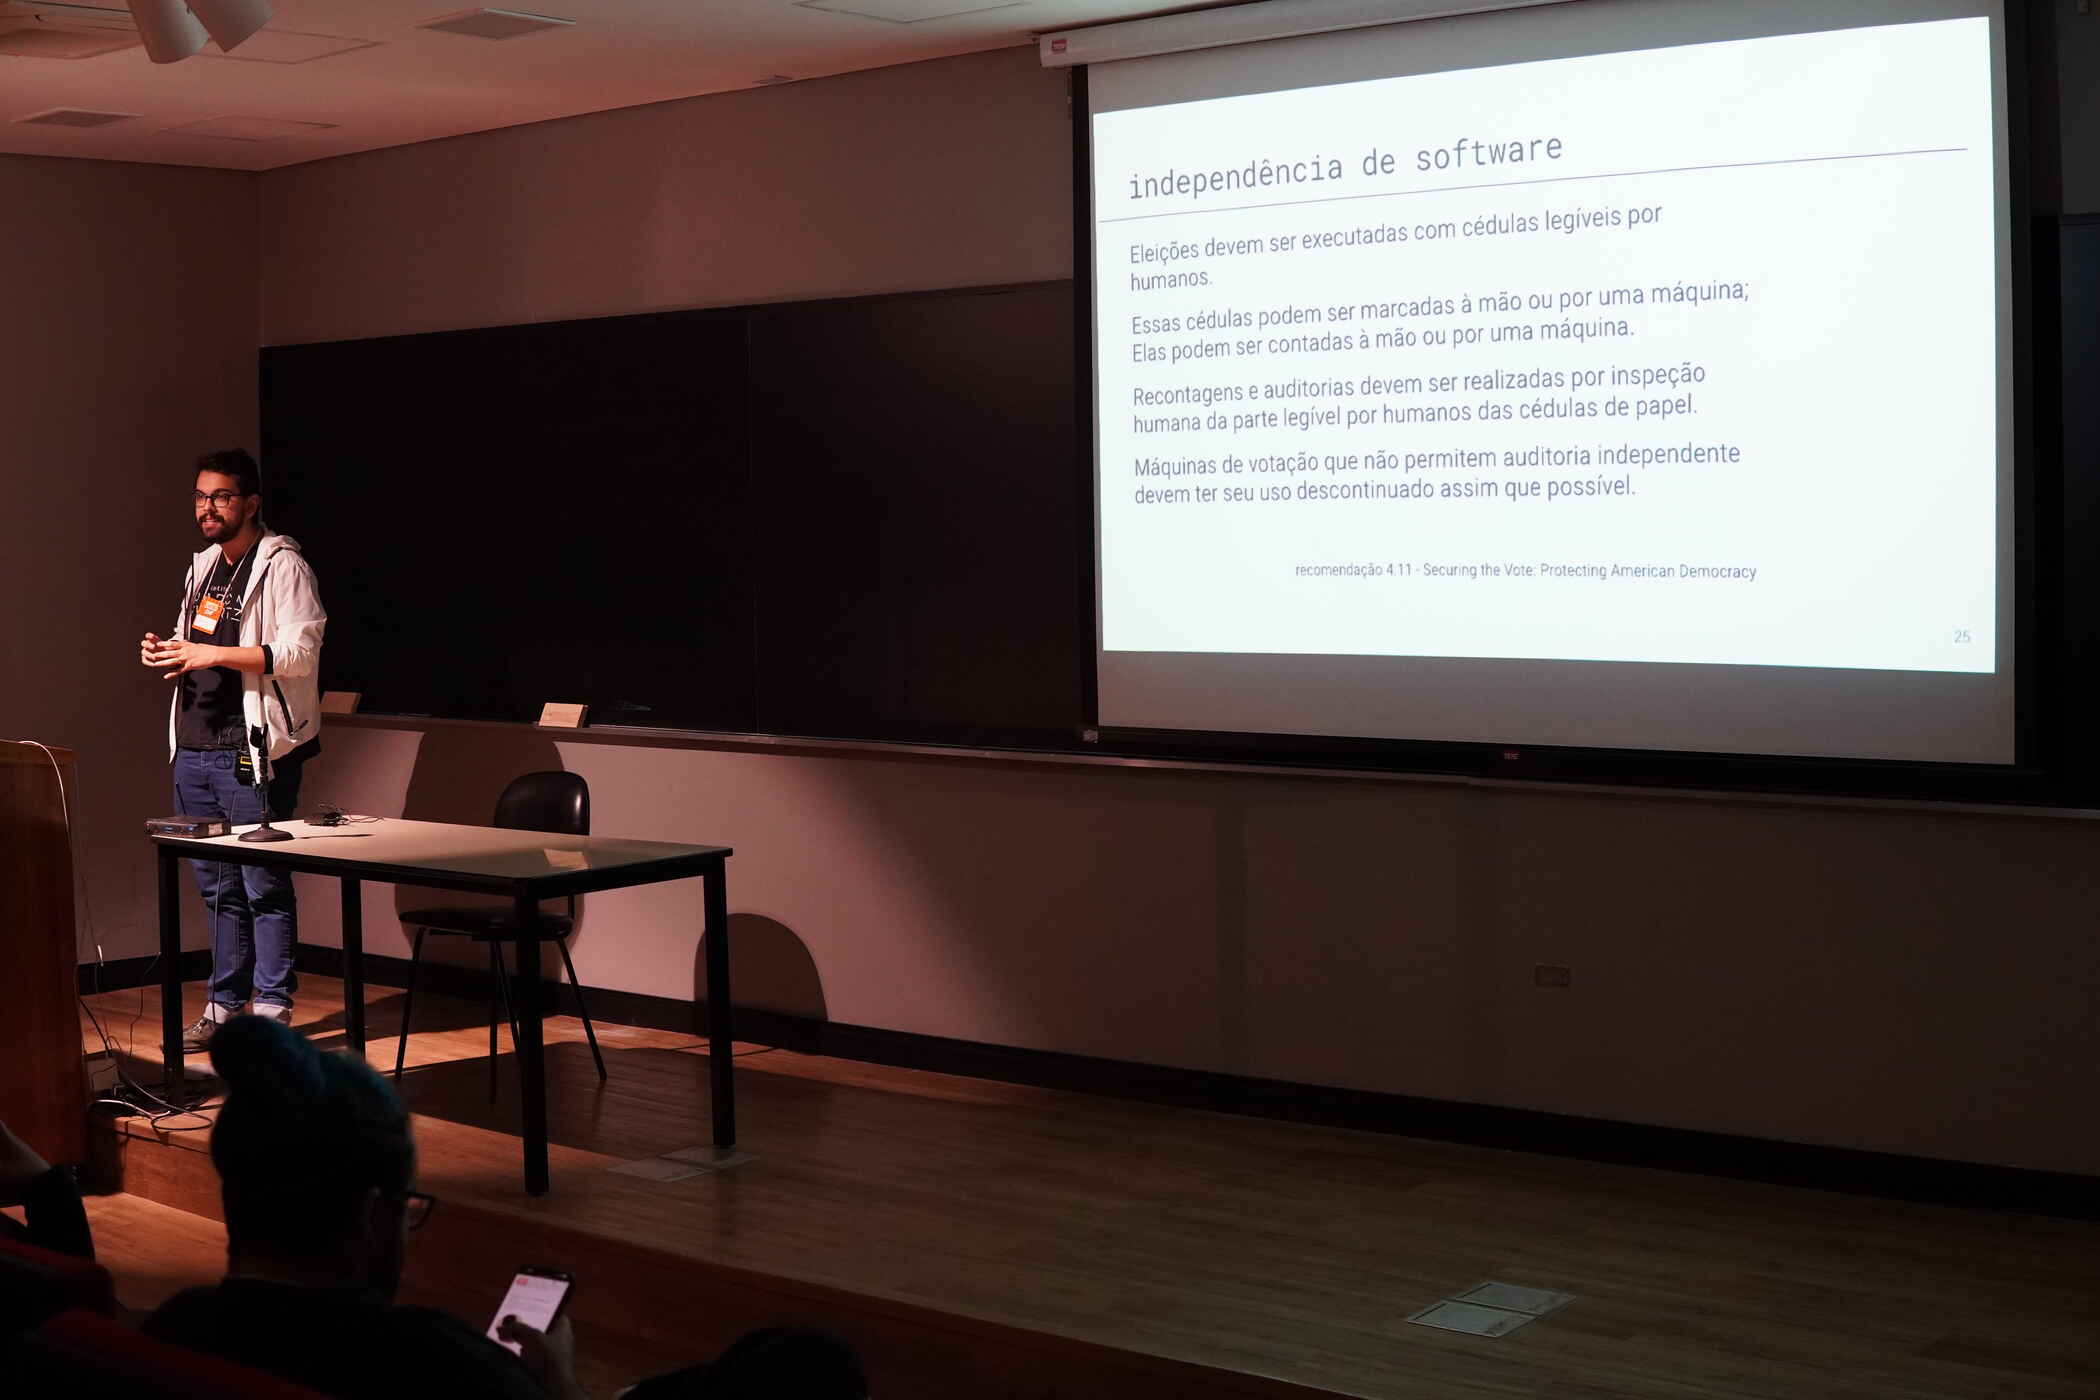 independência de software
Eleições devem ser executadas com cédulas legíveis por
humanos.
Essas cédulas podem ser marcadas à mão ou por uma máquina;
Elas podem ser contadas à mão ou por uma máquina.
Recontagens e auditorias devem ser realizadas por inspeção
humana da parte legível por humanos das cédulas de papel.
Máquinas de votação que não permitem auditoria independente
devem ter seu uso descontinuado assim que possível.
recomendação 4.11 - Securing the Vote: Protecting American Democracy
25